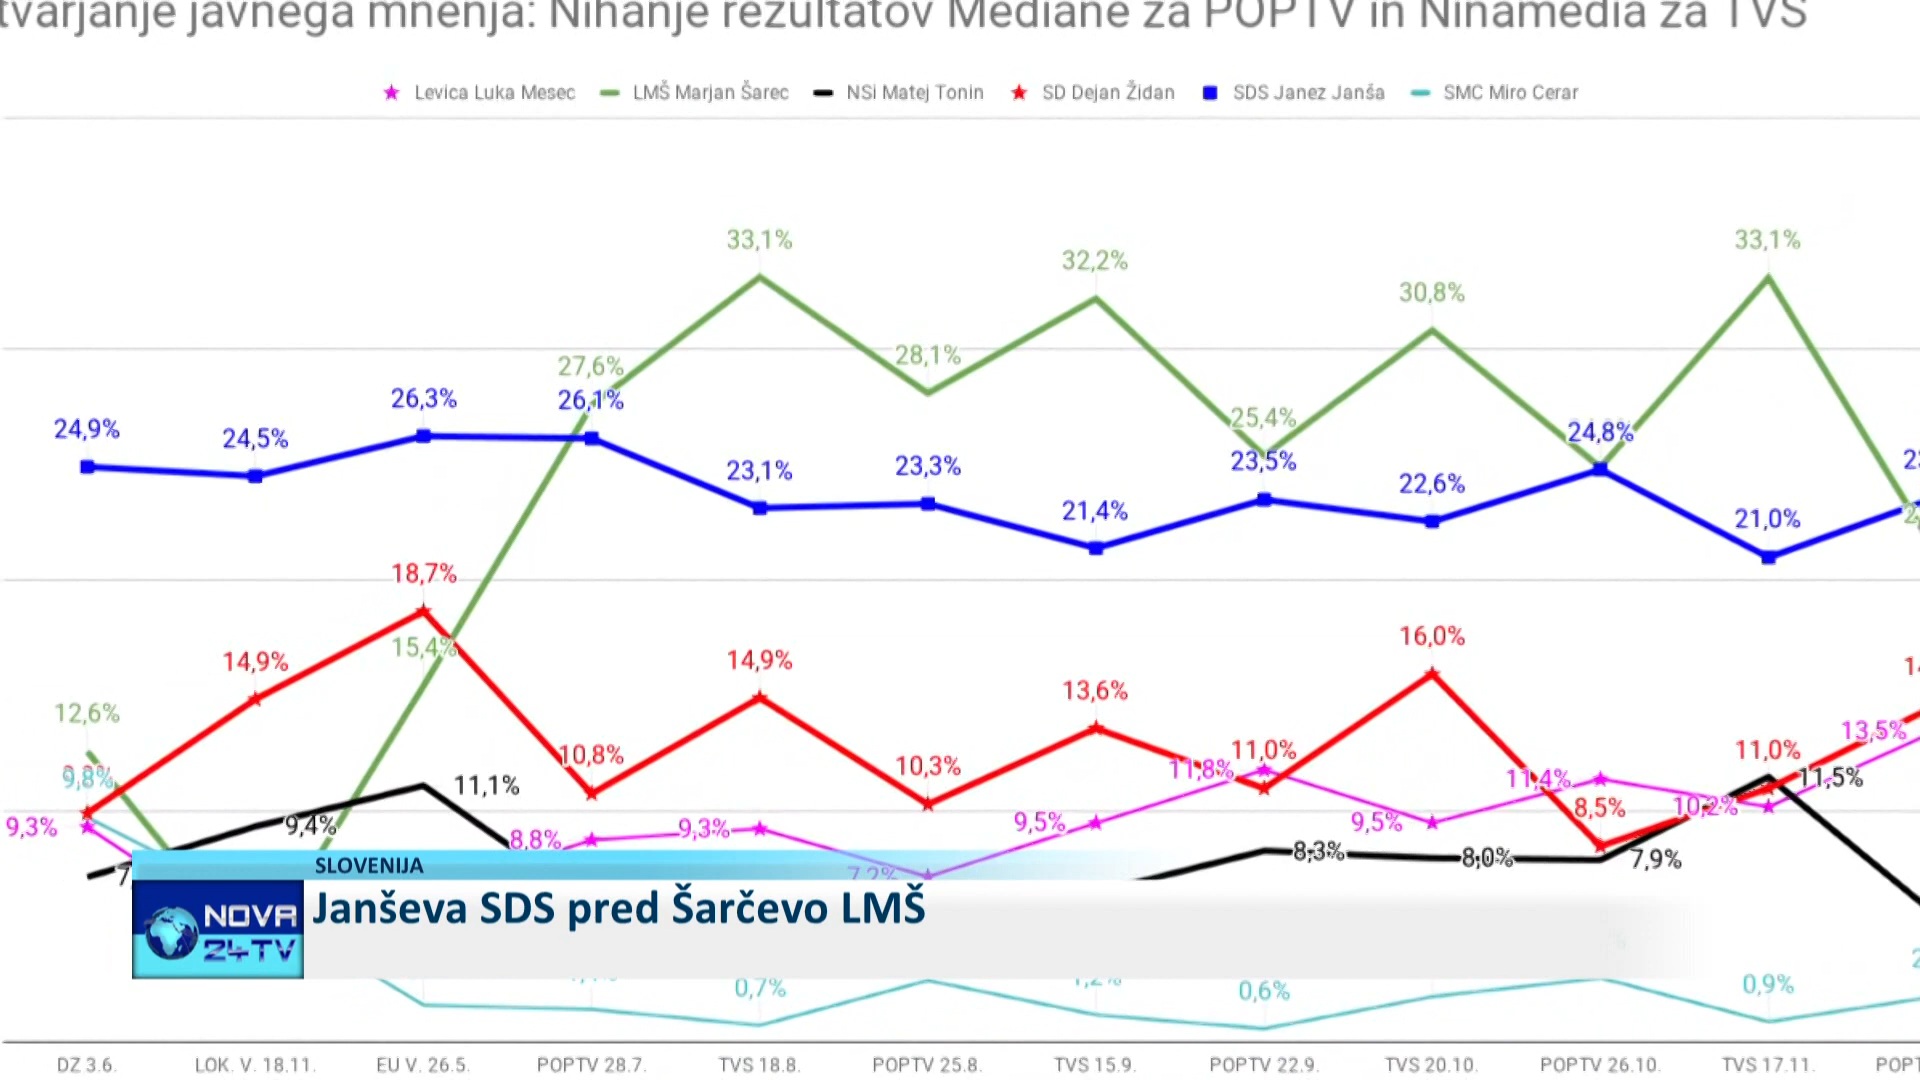 tvarjanje javnega mnenja: Nihanje rezultatov Mediane za POPTV in Ninamedia za TVS
Levica Luka Mesec LMŠ Marjan Šarec NSi Matej Tonin SD Dejan Židan SDS Janez Janša SMC Miro Cerar
33,1% 33,1%
32,2%
30,8%
28,1%
27,6%
26,3% 26,1%
25,4%
24,9% 24,5% 24,8%
23,1% 23,3% 23,5%
22,6%
21,4% 21,0%
18,7%
16,0%
15,4%
14,9% 14,9%
13,6%
12,6%
13,5%
10,8% 10,3% 11,0% 11,0%
9,8% 11,1% 11,8% 11,4% 11,5%
8,5% 10,2%
9,3% 9,4% 8,8% 9,3% 9,5% 9,5%
8,3% 8,0% 7,9%
7,2%
SLOVENIJA
NOVA
24TV
Janševa SDS pred Šarčevo LMŠ
0,7% 1,2% 0,6% 0,9%
DZ 3.6. LOK. V. 18.11. EU V. 26.5. POPTV 28.7. TVS 18.8. POPTV 25.8. TVS 15.9. POPTV 22.9. TVS 20.10. POPTV 26.10. TVS 17.11. POPT